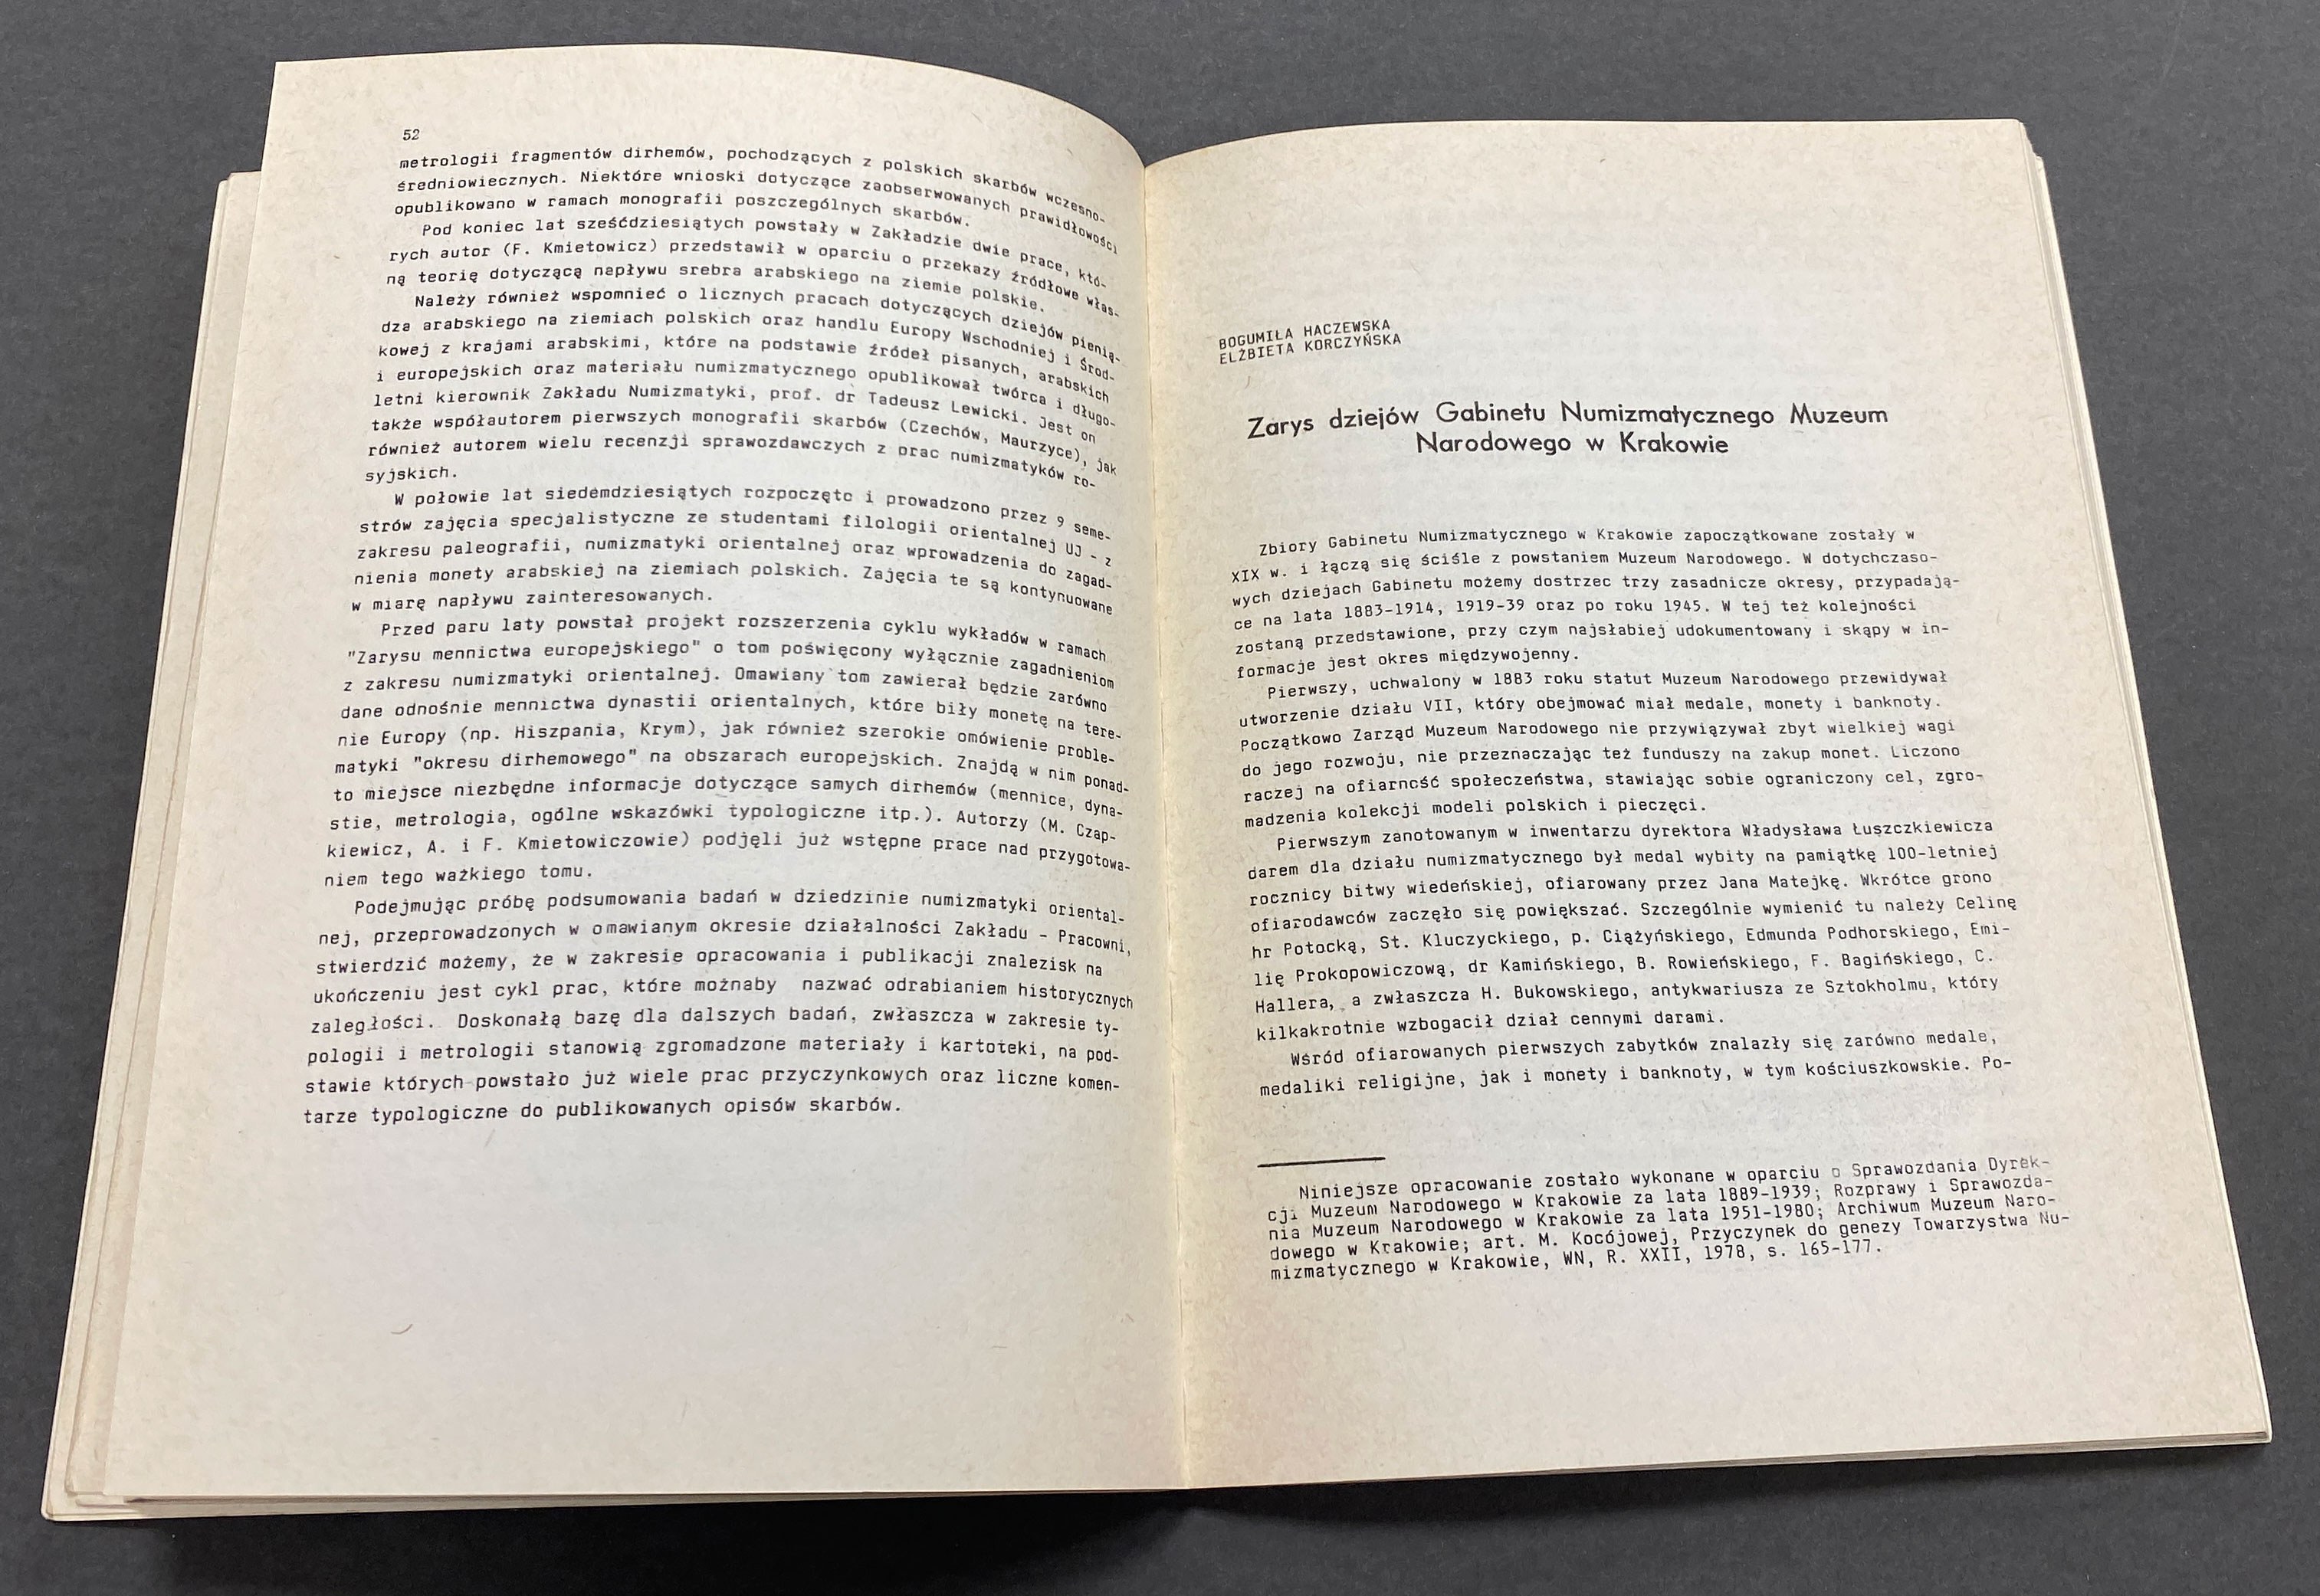 52
metrologii fragmentów dirhemów, pochodzących z polskich skarbów wczesno-
średniowiecznych. Niektóre wnioski dotyczące zaobserwowanych prawidłowości
opublikowano w ramach monografii poszczególnych skarbów.
Pod koniec lat sześćdziesiątych powstały w Zakładzie dwie prace, któ-
rych autor (F. Kmietowicz) przedstawił w oparciu o przekazy źródłowe włas-
ną teorię dotyczącą napływu srebra arabskiego na ziemie polskie.
Należy również wspomnieć o licznych pracach dotyczących dziejów pienią-
dza arabskiego na ziemiach polskich oraz handlu Europy Wschodniej i Środ-
kowej z krajami arabskimi, które na podstawie źródeł pisanych, arabskich
i europejskich oraz materiału numizmatycznego opublikował twórca i długo-
letni kierownik Zakładu Numizmatyki, prof. dr Tadeusz Lewicki. Jest on
także współautorem pierwszych monografii skarbów (Czechów, Maurzyce), jak
również autorem wielu recenzji sprawozdawczych z prac numizmatyków ro-
syjskich.
W połowie lat siedemdziesiątych rozpoczęto i prowadzono przez 9 seme-
strów zajęcia specjalistyczne ze studentami filologii orientalnej UJ - z
zakresu paleografii, numizmatyki orientalnej oraz wprowadzenia do zagad-
nienia monety arabskiej na ziemiach polskich. Zajęcia te są kontynuowane
w miarę napływu zainteresowanych.
Przed paru laty powstał projekt rozszerzenia cyklu wykładów w ramach
"Zarysu mennictwa europejskiego" o tom poświęcony wyłącznie zagadnieniom
z zakresu numizmatyki orientalnej. Omawiany tom zawierał będzie zarówno
dane odnośnie mennictwa dynastii orientalnych, które biły monetę na tere-
nie Europy (np. Hiszpania, Krym), jak również szerokie omówienie proble-
matyki "okresu dirhemowego" na obszarach europejskich. Znajdą w nim ponad-
to miejsce niezbędne informacje dotyczące samych dirhemów (mennice, dyna-
stie, metrologia, ogólne wskazówki typologiczne itp.). Autorzy (M. Czap-
kiewicz, A. i F. Kmietowiczowie) podjęli już wstępne prace nad przygotowa-
niem tego ważkiego tomu.
Podejmując próbę podsumowania badań w dziedzinie numizmatyki oriental-
nej, przeprowadzonych w omawianym okresie działalności Zakładu - Pracowni,
stwierdzić możemy, że w zakresie opracowania i publikacji znalezisk na
ukończeniu jest cykl prac, które możnaby nazwać odrabianiem historycznych
zaległości. Doskonałą bazę dla dalszych badań, zwłaszcza w zakresie ty-
pologii i metrologii stanowią zgromadzone materiały i kartoteki, na pod-
stawie których powstało już wiele prac przyczynkowych oraz liczne komen-
tarze typologiczne do publikowanych opisów skarbów.
BOGUMIŁA HACZEWSKA
ELŻBIETA KORCZYŃSKA
Zarys dziejów Gabinetu Numizmatycznego Muzeum
Narodowego w Krakowie
Zbiory Gabinetu Numizmatycznego w Krakowie zapoczątkowane zostały w
XIX w. i łączą się ściśle z powstaniem Muzeum Narodowego. W dotychczaso-
wych dziejach Gabinetu możemy dostrzec trzy zasadnicze okresy, przypadają-
ce na lata 1883-1914, 1919-39 oraz po roku 1945. W tej też kolejności
zostaną przedstawione, przy czym najsłabiej udokumentowany i skąpy w in-
formacje jest okres międzywojenny.
Pierwszy, uchwalony w 1883 roku statut Muzeum Narodowego przewidywał
utworzenie działu VII, który obejmować miał medale, monety i banknoty.
Początkowo Zarząd Muzeum Narodowego nie przywiązywał zbyt wielkiej wagi
do jego rozwoju, nie przeznaczając też funduszy na zakup monet. Liczono
raczej na ofiarność społeczeństwa, stawiając sobie ograniczony cel, zgro-
madzenia kolekcji modeli polskich i pieczęci.
Pierwszym zanotowanym w inwentarzu dyrektora Władysława Łuszczkiewicza
darem dla działu numizmatycznego był medal wybity na pamiątkę 100-letniej
rocznicy bitwy wiedeńskiej, ofiarowany przez Jana Matejkę. Wkrótce grono
ofiarodawców zaczęło się powiększać. Szczególnie wymienić tu należy Celinę
hr Potocką, St. Kluczyckiego, p. Ciążyńskiego, Edmunda Podhorskiego, Emi-
lię Prokopowiczową, dr Kamińskiego, B. Rowieńskiego, F. Bagińskiego, C.
Hallera, a zwłaszcza H. Bukowskiego, antykwariusza ze Sztokholmu, który
kilkakrotnie wzbogacił dział cennymi darami.
Wśród ofiarowanych pierwszych zabytków znalazły się zarówno medale,
medaliki religijne, jak i monety i banknoty, w tym kościuszkowskie. Po-
Niniejsze opracowanie zostało wykonane w oparciu o Sprawozdania Dyrek-
cji Muzeum Narodowego w Krakowie za lata 1889-1939; Rozprawy i Sprawozda-
nia Muzeum Narodowego w Krakowie za lata 1951-1980; Archiwum Muzeum Naro-
dowego w Krakowie; art. M. Kocójowej, Przyczynek do genezy Towarzystwa Nu-
mizmatycznego w Krakowie, WN, R. XXII, 1978, s. 165-177.